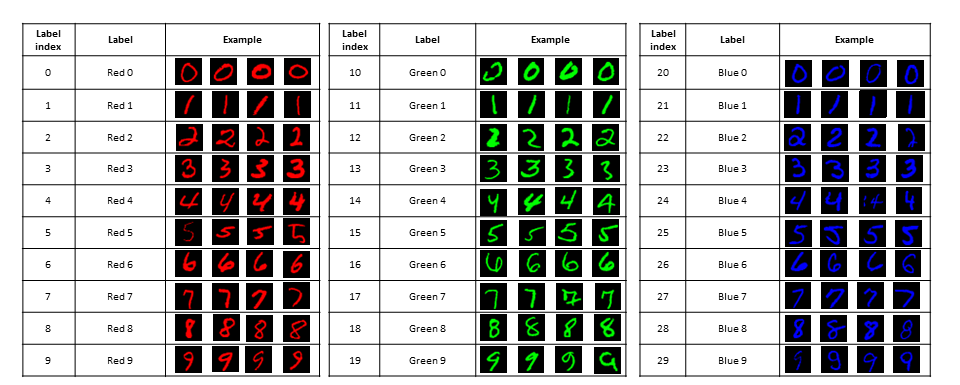 Label index Label Example Label index Label Example Label index Label Example
0 Red 0 0 0 0 0 10 Green 0 0 0 0 0 20 Blue 0 0 0 0 0
1 Red 1 1 1 1 1 11 Green 1 1 1 1 1 21 Blue 1 1 1 1 1
2 Red 2 2 2 2 2 12 Green 2 2 2 2 2 22 Blue 2 2 2 2 2
3 Red 3 3 3 3 3 13 Green 3 3 3 3 3 23 Blue 3 3 3 3 3
4 Red 4 4 4 4 4 14 Green 4 4 4 4 4 24 Blue 4 4 4 4 4
5 Red 5 5 5 5 5 15 Green 5 5 5 5 5 25 Blue 5 5 5 5 5
6 Red 6 6 6 6 6 16 Green 6 6 6 6 6 26 Blue 6 6 6 6 6
7 Red 7 7 7 7 7 17 Green 7 7 7 7 7 27 Blue 7 7 7 7 7
8 Red 8 8 8 8 8 18 Green 8 8 8 8 8 28 Blue 8 8 8 8 8
9 Red 9 9 9 9 9 19 Green 9 9 9 9 9 29 Blue 9 9 9 9 9